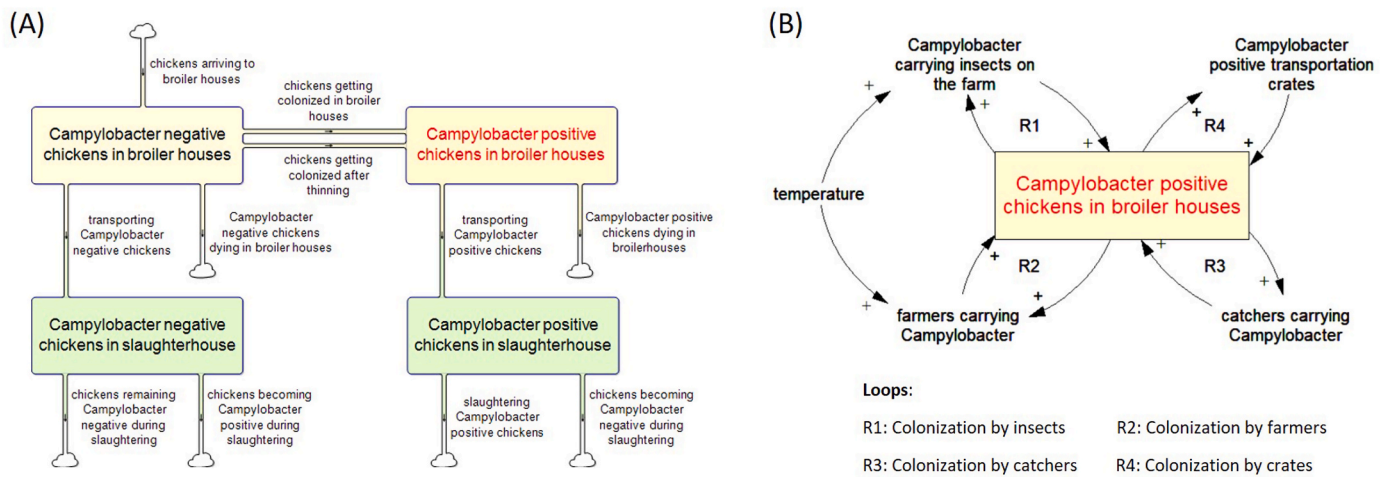 (A)
chickens arriving to
broiler houses
chickens getting
colonized in broiler
houses
Campylobacter negative
chickens in broiler houses
Campylobacter positive
chickens in broiler houses
chickens getting
colonized after
thinning
transporting
Campylobacter
negative chickens
Campylobacter
negative chickens
dying in broiler houses
transporting
Campylobacter
positive chickens
Campylobacter positive
chickens dying in
broilerhouses
Campylobacter negative
chickens in slaughterhouse
Campylobacter positive
chickens in slaughterhouse
chickens remaining
Campylobacter
negative during
slaughtering
chickens becoming
Campylobacter
positive during
slaughtering
slaughtering
Campylobacter
positive chickens
chickens becoming
Campylobacter
negative during
slaughtering
(B)
Campylobacter
carrying insects on
the farm
Campylobacter
positive transportation
crates
+
+
+
+
+
R1
R4
+
Campylobacter positive
chickens in broiler houses
temperature
+
+
R2
R3
+
+
+
+
farmers carrying
Campylobacter
catchers carrying
Campylobacter
Loops:
R1: Colonization by insects
R2: Colonization by farmers
R3: Colonization by catchers
R4: Colonization by crates